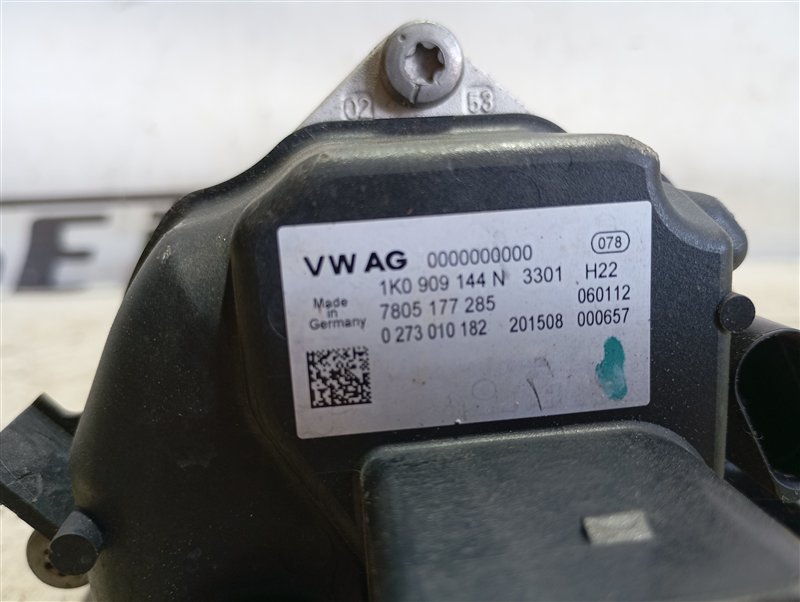 02 53
VW AG 0000000000 078
1K0 909 144 N 3301 H22
Made in Germany 7805 177 285 060112
0 273 010 182 201508 000657